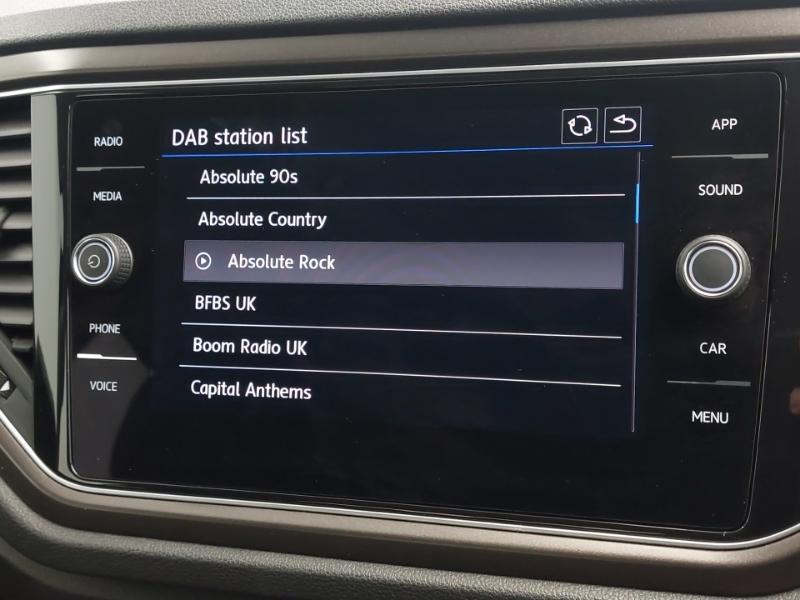 RADIO
MEDIA
PHONE
VOICE
DAB station list
Absolute 90s
Absolute Country
Absolute Rock
BFBS UK
Boom Radio UK
Capital Anthems
APP
SOUND
CAR
MENU